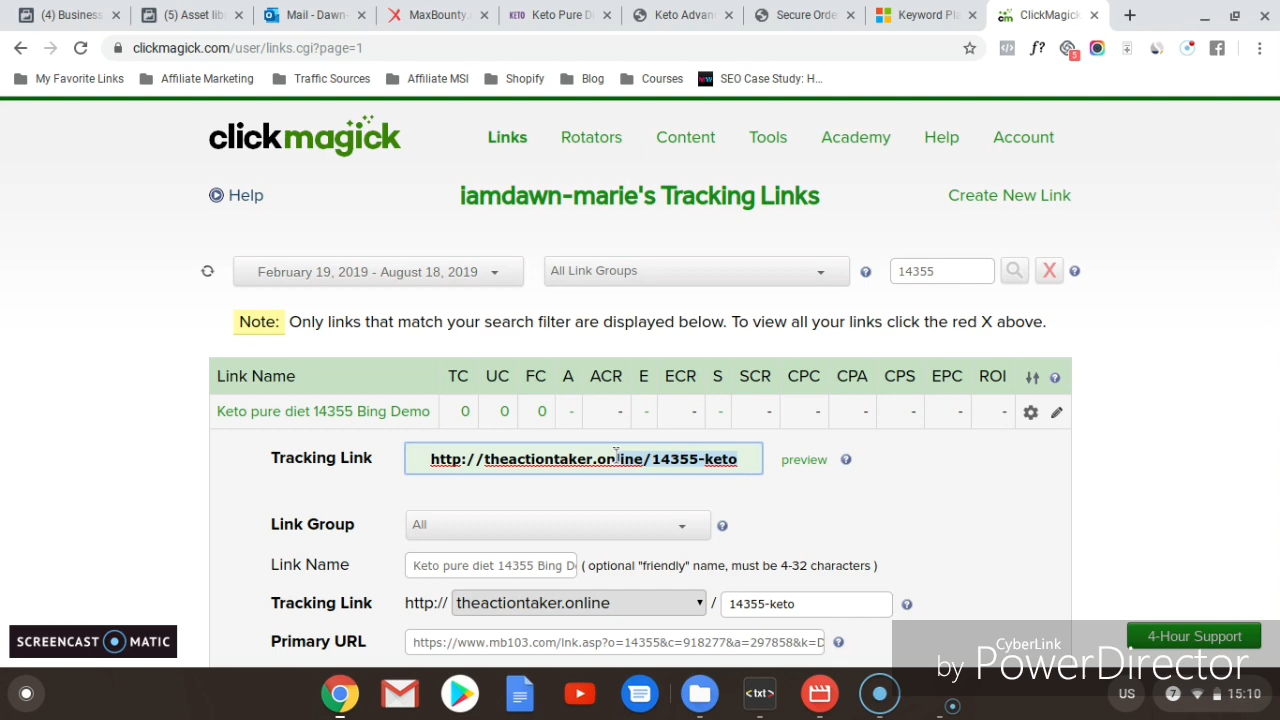 (4) Business
(5) Asset lib
Mail - Dawn-
MaxBounty
Keto Pure D
Keto Advan
Secure Orde
Keyword Pla
ClickMagick
clickmagick.com/user/links.cgi?page=1
f?
5
My Favorite Links
Affiliate Marketing
Traffic Sources
Affiliate MSI
Shopify
Blog
Courses
SEO Case Study: H...
clickmagick
Links
Rotators
Content
Tools
Academy
Help
Account
Help
iamdawn-marie's Tracking Links
Create New Link
February 19, 2019 - August 18, 2019
All Link Groups
14355
X
Note: Only links that match your search filter are displayed below. To view all your links click the red X above.
Link Name TC UC FC A ACR E ECR S SCR CPC CPA CPS EPC ROI
Keto pure diet 14355 Bing Demo 0 0 0 - - - - - - - - - - -
Tracking Link http://theactiontaker.online/14355-keto preview
Link Group All
Link Name Keto pure diet 14355 Bing De ( optional "friendly" name, must be 4-32 characters )
Tracking Link http:// theactiontaker.online / 14355-keto
Primary URL https://www.mb103.com/lnk.asp?o=14355&c=918277&a=297858&k=D
4-Hour Support
SCREENCAST O MATIC
CyberLink
by PowerDirector
<txt>
US
7
15:10